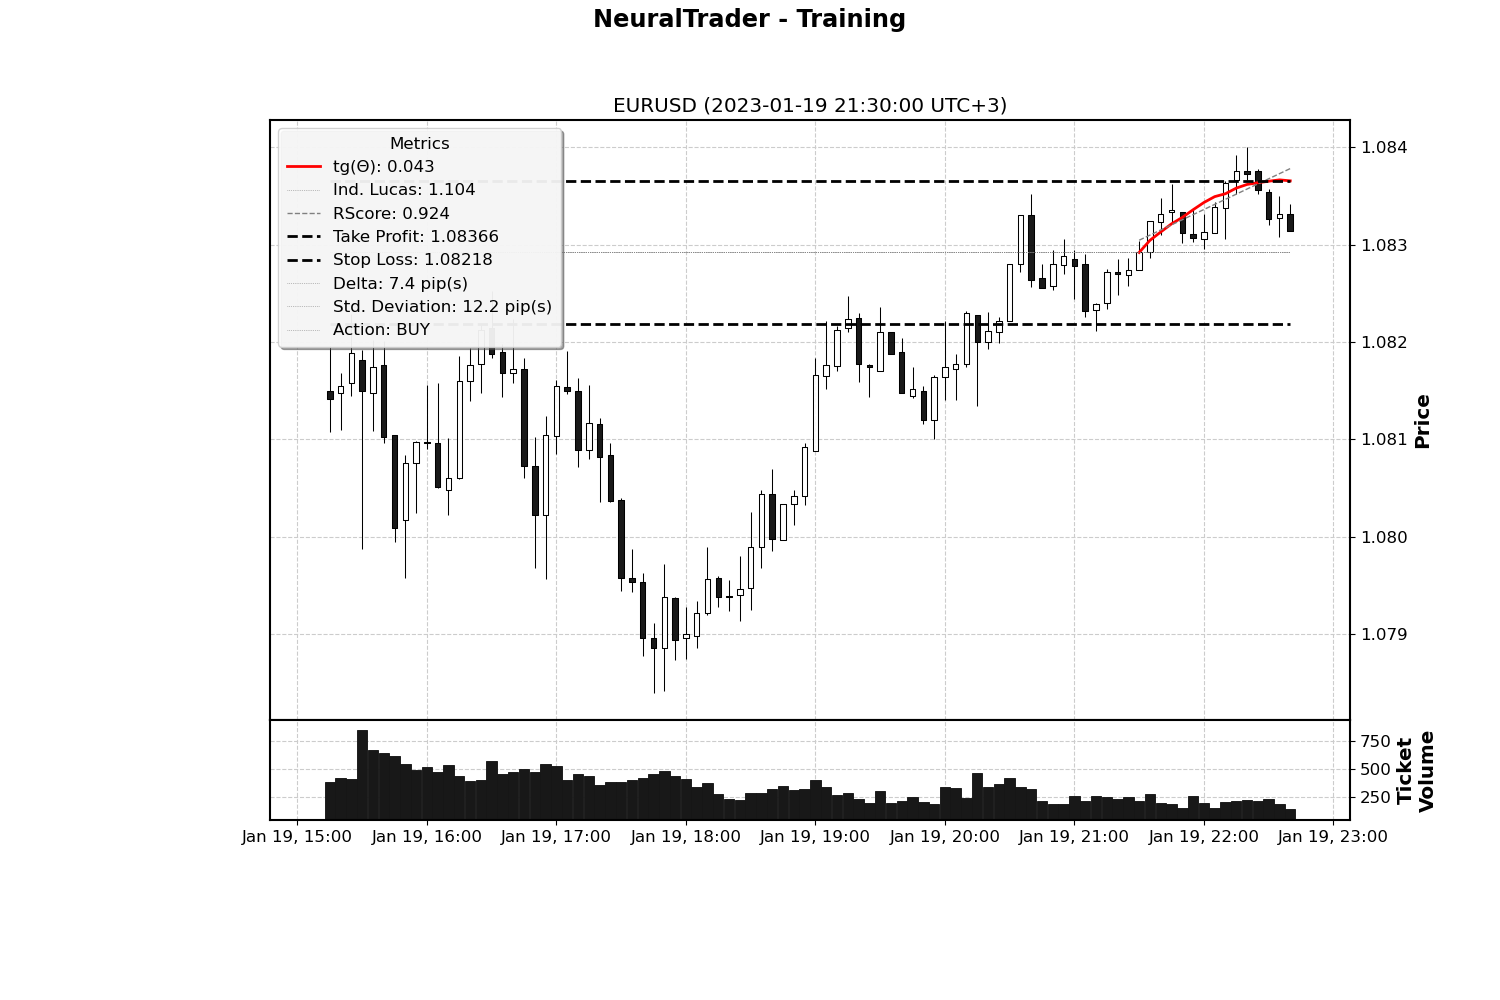 NeuralTrader - Training
EURUSD (2023-01-19 21:30:00 UTC+3)
Metrics
tg(Θ): 0.043
Ind. Lucas: 1.104
RScore: 0.924
Take Profit: 1.08366
Stop Loss: 1.08218
Delta: 7.4 pip(s)
Std. Deviation: 12.2 pip(s)
Action: BUY
1.084
1.083
1.082
1.081
1.080
1.079
Price
750
500
250
Ticket
Volume
Jan 19, 15:00
Jan 19, 16:00
Jan 19, 17:00
Jan 19, 18:00
Jan 19, 19:00
Jan 19, 20:00
Jan 19, 21:00
Jan 19, 22:00
Jan 19, 23:00